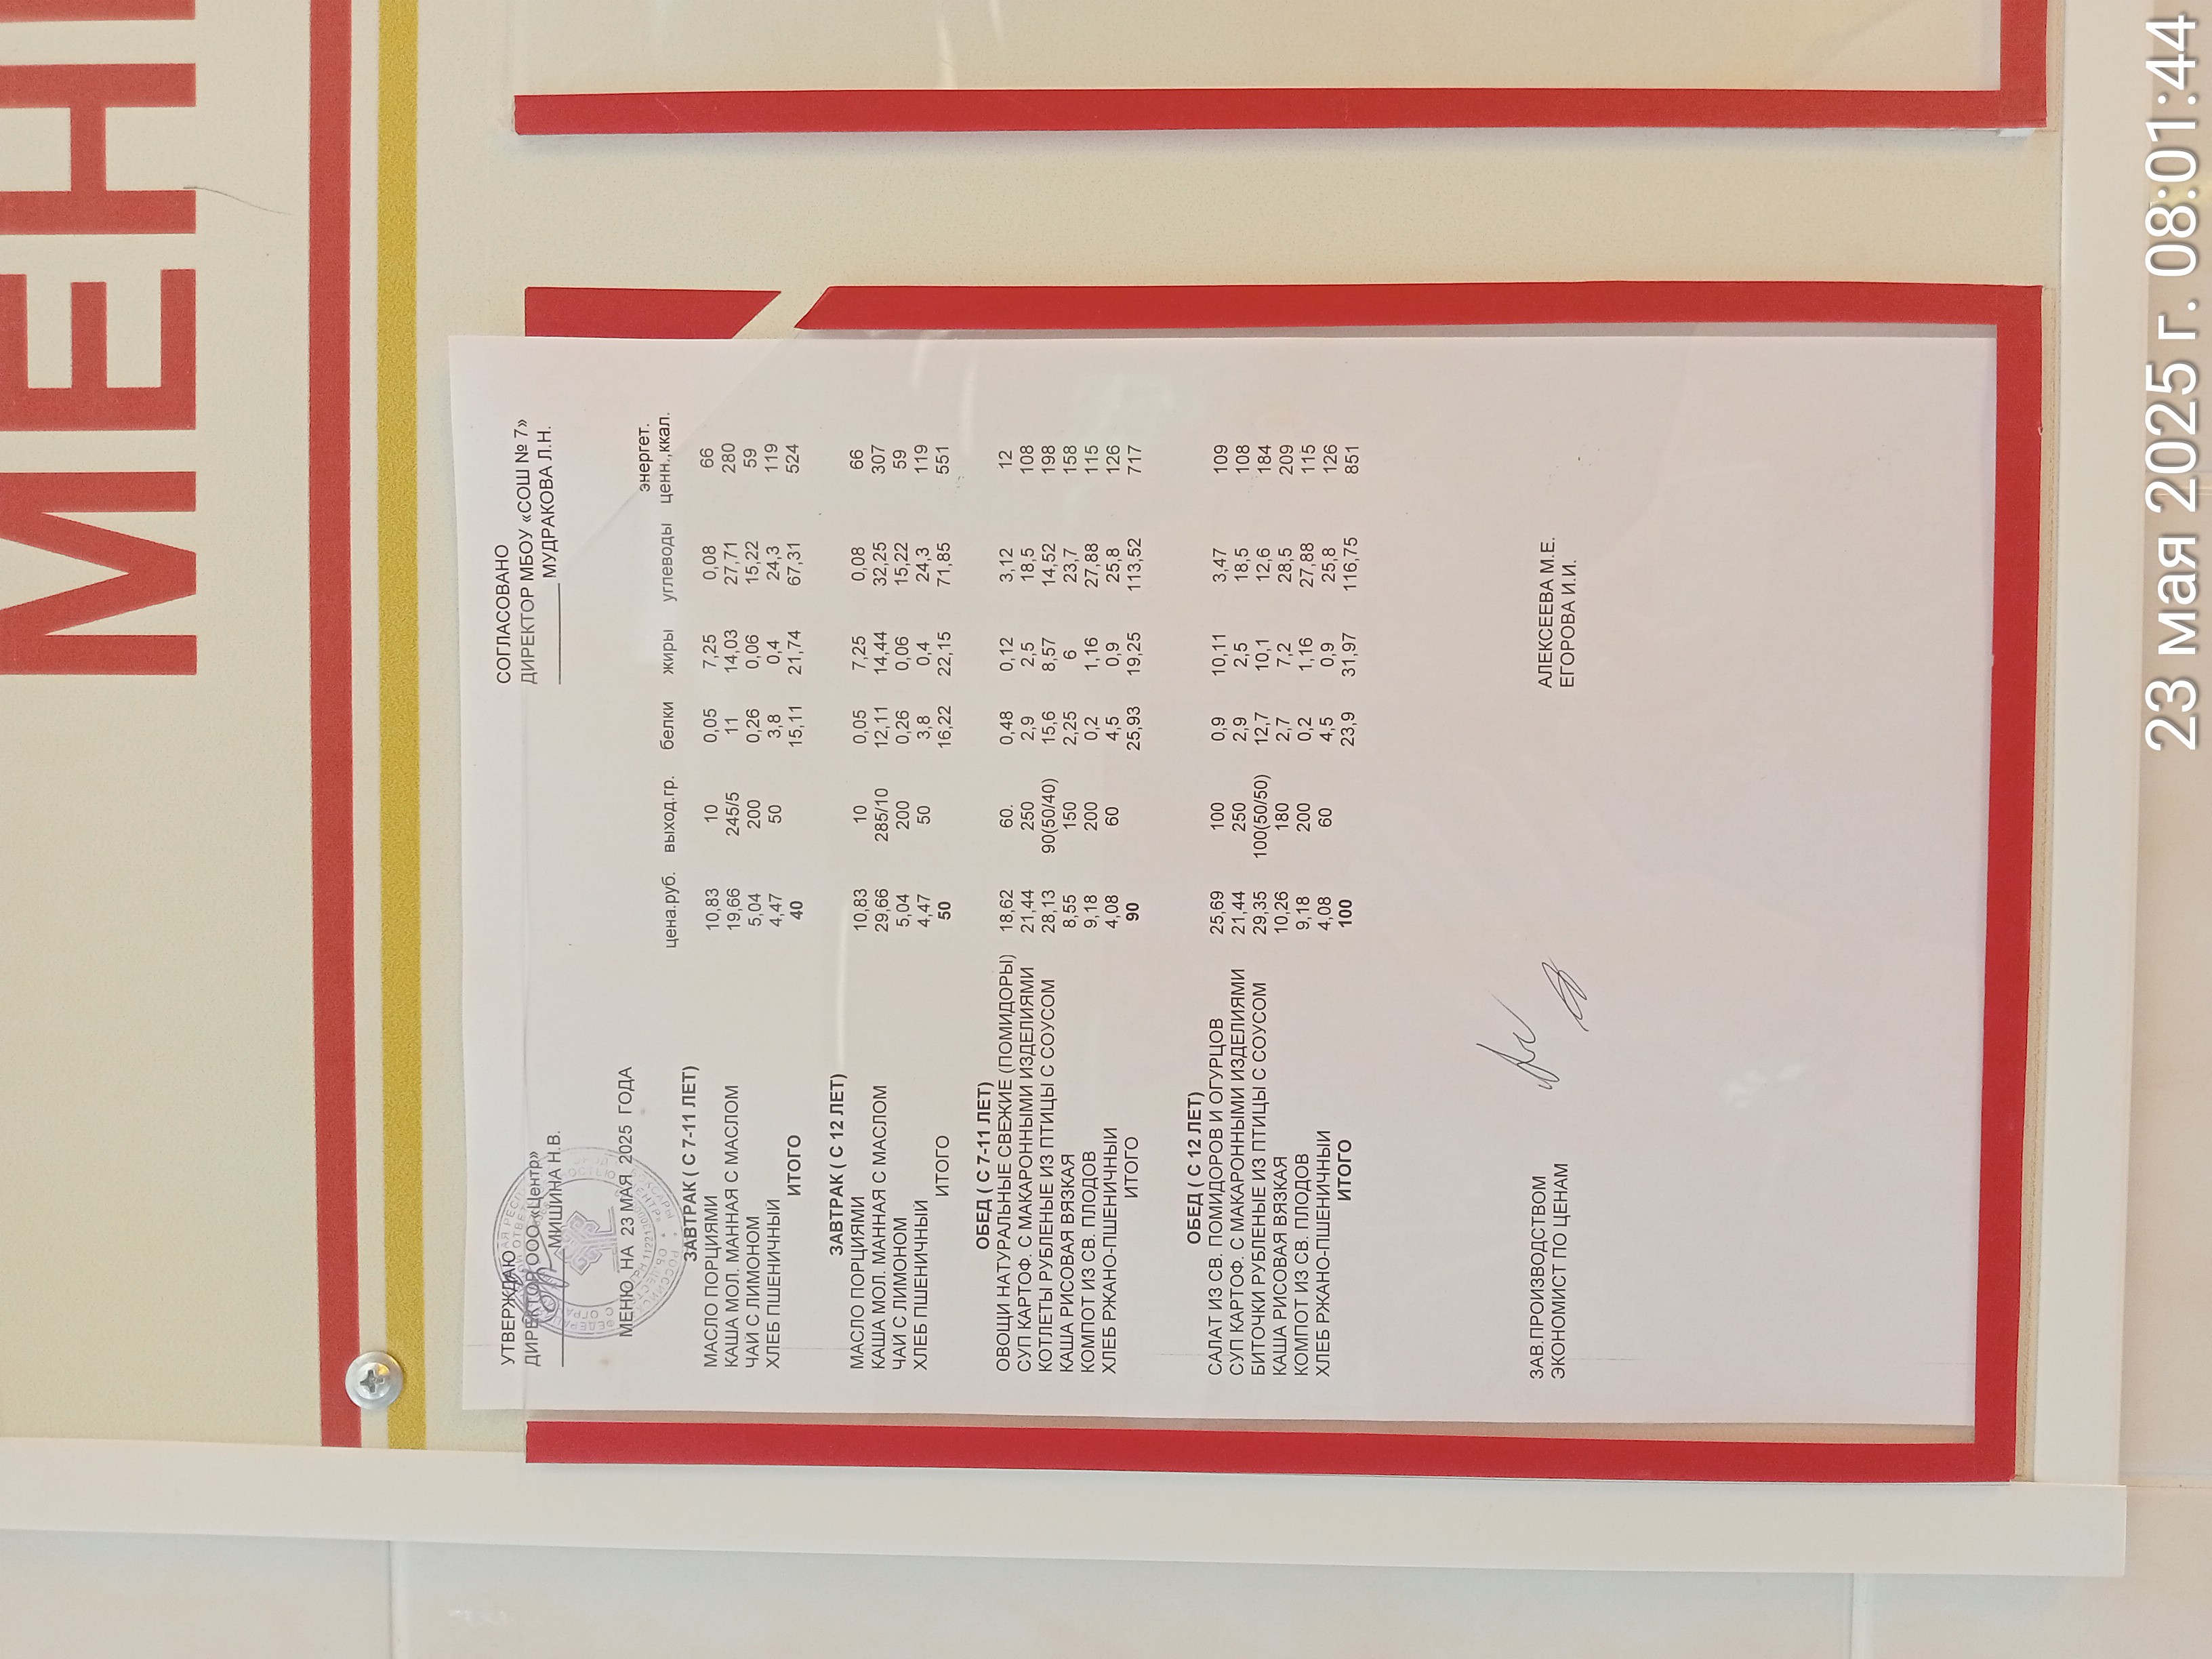 МЕН
УТВЕРЖДАЮ СОГЛАСОВАНО
ДИРЕКТОР ООО «Центр» ДИРЕКТОР МБОУ «СОШ № 7»
МИШИНА Н.В. МУДРАКОВА Л.Н.
МЕНЮ НА 23 МАЯ 2025 ГОДА
энергет.
цена.руб. выход.гр. белки жиры углеводы ценн.,ккал.
ЗАВТРАК ( С 7-11 ЛЕТ)
МАСЛО ПОРЦИЯМИ 10,83 10 0,05 7,25 0,08 66
КАША МОЛ. МАННАЯ С МАСЛОМ 19,66 245/5 11 14,03 27,71 280
ЧАЙ С ЛИМОНОМ 5,04 200 0,26 0,06 15,22 59
ХЛЕБ ПШЕНИЧНЫЙ 4,47 50 3,8 0,4 24,3 119
ИТОГО 40 15,11 21,74 67,31 524
ЗАВТРАК ( С 12 ЛЕТ)
МАСЛО ПОРЦИЯМИ 10,83 10 0,05 7,25 0,08 66
КАША МОЛ. МАННАЯ С МАСЛОМ 29,66 285/10 12,11 14,44 32,25 307
ЧАЙ С ЛИМОНОМ 5,04 200 0,26 0,06 15,22 59
ХЛЕБ ПШЕНИЧНЫЙ 4,47 50 3,8 0,4 24,3 119
ИТОГО 50 16,22 22,15 71,85 551
ОБЕД ( С 7-11 ЛЕТ)
ОВОЩИ НАТУРАЛЬНЫЕ СВЕЖИЕ (ПОМИДОРЫ) 18,62 60. 0,48 0,12 3,12 12
СУП КАРТОФ. С МАКАРОННЫМИ ИЗДЕЛИЯМИ 21,44 250 2,9 2,5 18,5 108
КОТЛЕТЫ РУБЛЕНЫЕ ИЗ ПТИЦЫ С СОУСОМ 28,13 90(50/40) 15,6 8,57 14,52 198
КАША РИСОВАЯ ВЯЗКАЯ 8,55 150 2,25 6 23,7 158
КОМПОТ ИЗ СВ. ПЛОДОВ 9,18 200 0,2 1,16 27,88 115
ХЛЕБ РЖАНО-ПШЕНИЧНЫЙ 4,08 60 4,5 0,9 25,8 126
ИТОГО 90 25,93 19,25 113,52 717
ОБЕД ( С 12 ЛЕТ)
САЛАТ ИЗ СВ. ПОМИДОРОВ И ОГУРЦОВ 25,69 100 0,9 10,11 3,47 109
СУП КАРТОФ. С МАКАРОННЫМИ ИЗДЕЛИЯМИ 21,44 250 2,9 2,5 18,5 108
БИТОЧКИ РУБЛЕНЫЕ ИЗ ПТИЦЫ С СОУСОМ 29,35 100(50/50) 12,7 10,1 12,6 184
КАША РИСОВАЯ ВЯЗКАЯ 10,26 180 2,7 7,2 28,5 209
КОМПОТ ИЗ СВ. ПЛОДОВ 9,18 200 0,2 1,16 27,88 115
ХЛЕБ РЖАНО-ПШЕНИЧНЫЙ 4,08 60 4,5 0,9 25,8 126
ИТОГО 100 23,9 31,97 116,75 851
ЗАВ.ПРОИЗВОДСТВОМ АЛЕКСЕЕВА М.Е.
ЭКОНОМИСТ ПО ЦЕНАМ ЕГОРОВА И.И.
23 мая 2025 г. 08:01:44